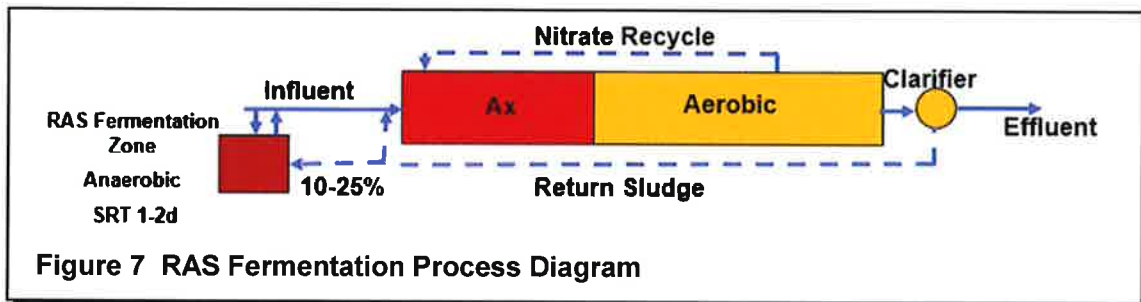 Nitrate Recycle
Influent
Clarifier
RAS Fermentation
Zone
Anaerobic
SRT 1-2d
Ax
Aerobic
Effluent
10-25%
Return Sludge
Figure 7 RAS Fermentation Process Diagram